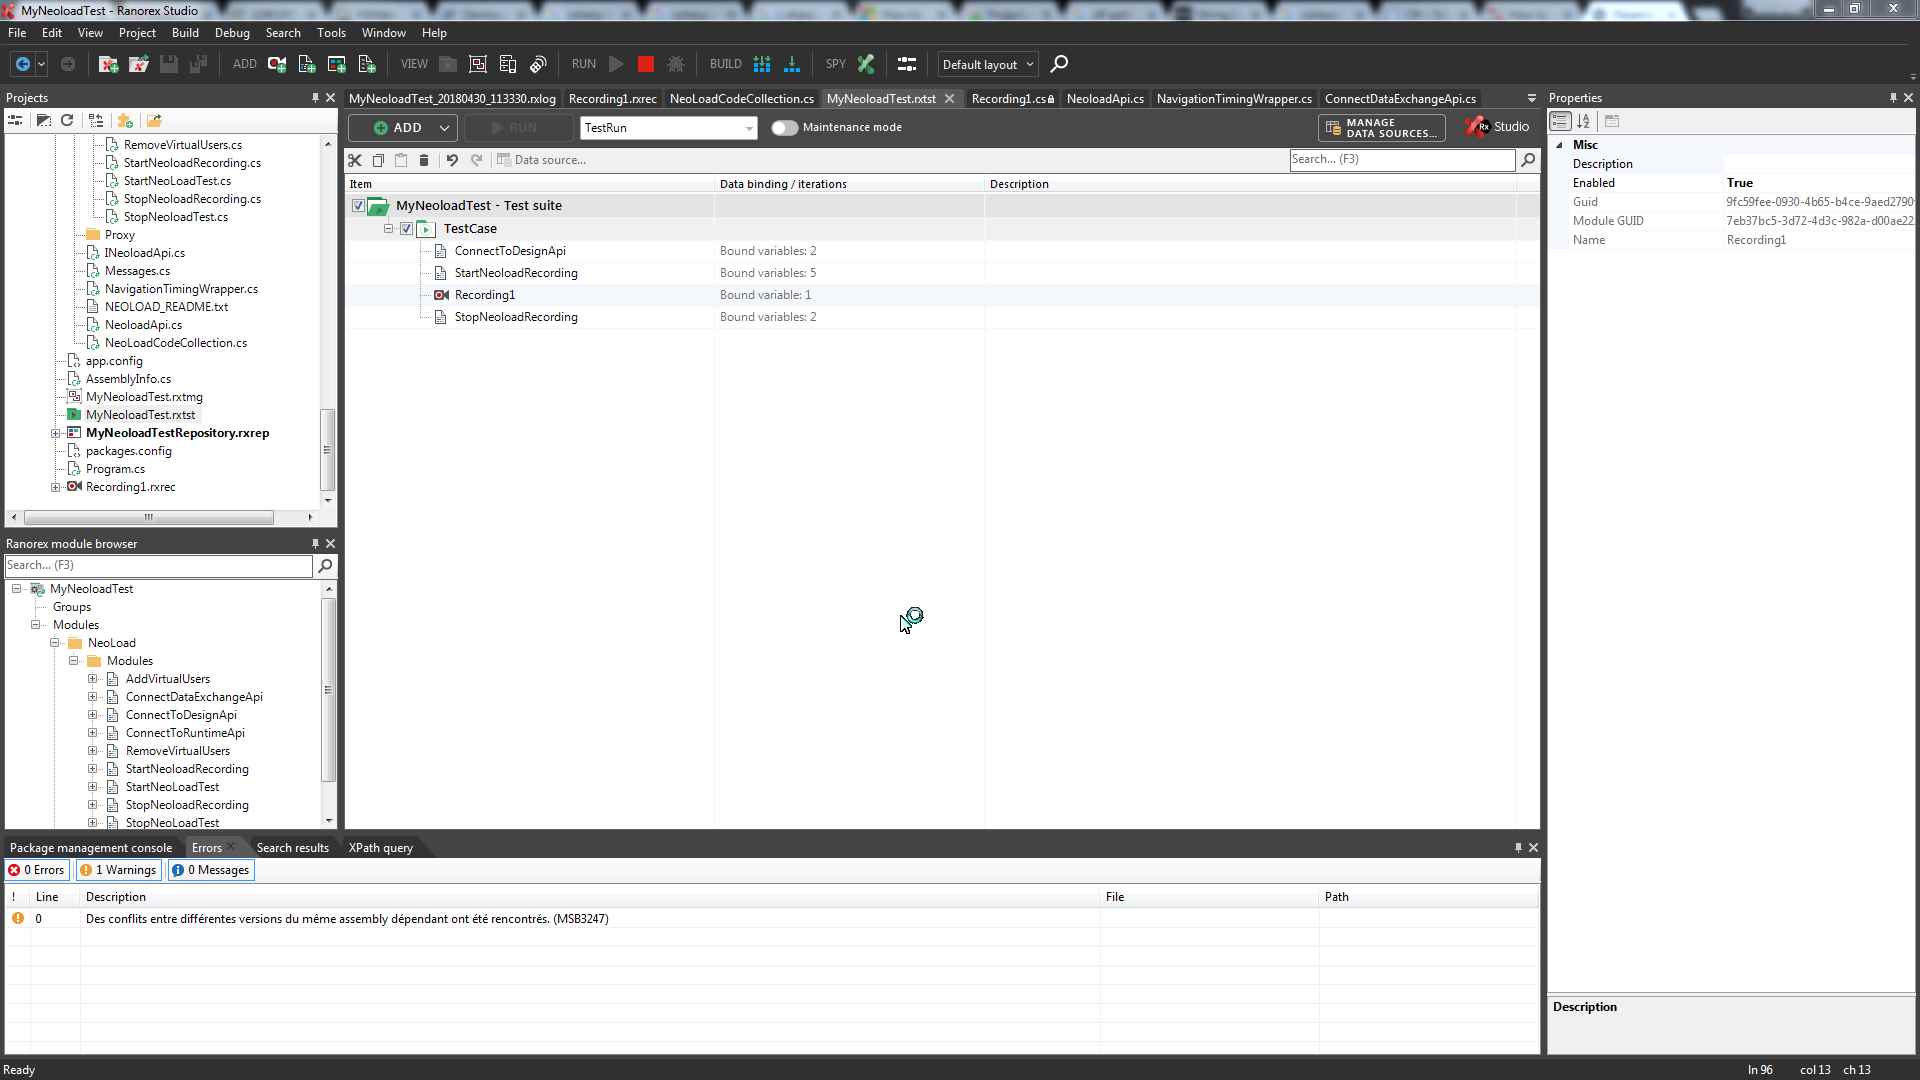 MyNeoloadTest - Ranorex Studio
File Edit View Project Build Debug Search Tools Window Help
ADD VIEW RUN BUILD SPY Default layout
Projects
RemoveVirtualUsers.cs
StartNeoloadRecording.cs
StartNeoLoadTest.cs
StopNeoloadRecording.cs
StopNeoloadTest.cs
Proxy
INeoloadApi.cs
Messages.cs
NavigationTimingWrapper.cs
NEOLOAD_README.txt
NeoloadApi.cs
NeoLoadCodeCollection.cs
app.config
AssemblyInfo.cs
MyNeoloadTest.rxtmg
MyNeoloadTest.rxtst
MyNeoloadTestRepository.rxrep
packages.config
Program.cs
Recording1.rxrec
Ranorex module browser
Search... (F3)
MyNeoloadTest
Groups
Modules
NeoLoad
Modules
AddVirtualUsers
ConnectDataExchangeApi
ConnectToDesignApi
ConnectToRuntimeApi
RemoveVirtualUsers
StartNeoloadRecording
StartNeoLoadTest
StopNeoloadRecording
StopNeoLoadTest
MyNeoloadTest_20180430_113330.rxlog Recording1.rxrec NeoLoadCodeCollection.cs MyNeoloadTest.rxtst Recording1.cs NeoloadApi.cs NavigationTimingWrapper.cs ConnectDataExchangeApi.cs
ADD RUN TestRun Maintenance mode MANAGE DATA SOURCES... Rx Studio
Data source... Search... (F3)
Item Data binding / iterations Description
MyNeoloadTest - Test suite
TestCase
ConnectToDesignApi Bound variables: 2
StartNeoloadRecording Bound variables: 5
Recording1 Bound variable: 1
StopNeoloadRecording Bound variables: 2
Properties
Misc
Description
Enabled True
Guid 9fc59fee-0930-4b65-b4ce-9aed2790
Module GUID 7eb37bc5-3d72-4d3c-982a-d00ae22
Name Recording1
Description
Package management console Errors Search results XPath query
0 Errors 1 Warnings 0 Messages
! Line Description File Path
0 Des conflits entre différentes versions du même assembly dépendant ont été rencontrés. (MSB3247)
Ready ln 96 col 13 ch 13